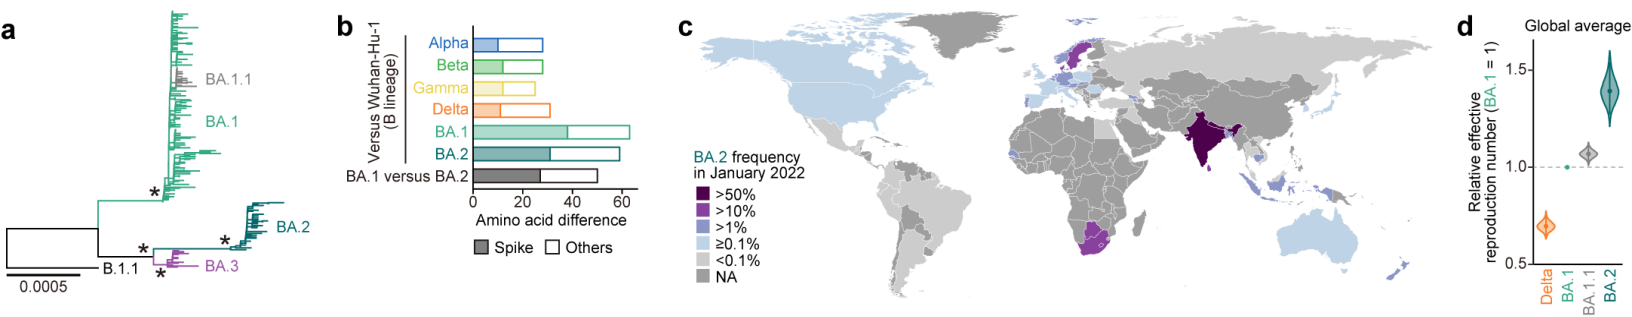 a
BA.1.1
BA.1
*
*
*
*
BA.2
BA.3
B.1.1
0.0005
b
Versus Wuhan-Hu-1
(B lineage)
Alpha
Beta
Gamma
Delta
BA.1
BA.2
BA.1 versus BA.2
0 20 40 60
Amino acid difference
Spike Others
c
BA.2 frequency
in January 2022
>50%
>10%
>1%
≥0.1%
<0.1%
NA
d
Global average
Relative effective
reproduction number (BA.1 = 1)
1.5
1.0
0.5
Delta
BA.1
BA.1.1
BA.2